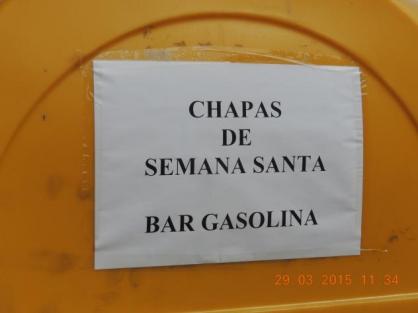 CHAPAS
DE
SEMANA SANTA
BAR GASOLINA
29.03.2015 11:34